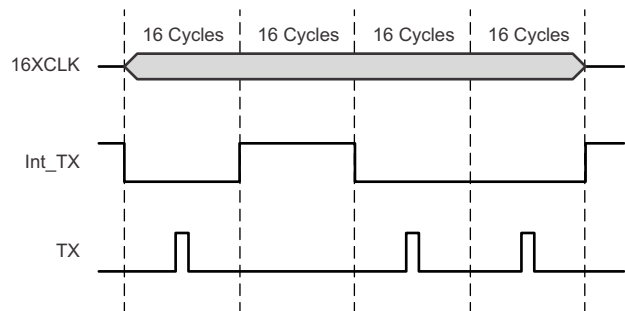 16 Cycles 16 Cycles 16 Cycles 16 Cycles
16XCLK
Int_TX
TX